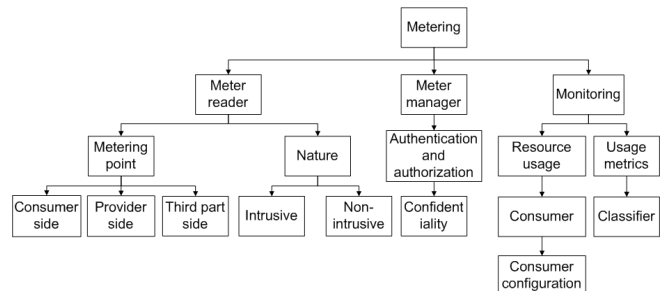 Metering
Meter
reader
Meter
manager
Monitoring
Metering
point
Nature
Authentication
and
authorization
Resource
usage
Usage
metrics
Consumer
side
Provider
side
Third part
side
Intrusive
Non-
intrusive
Confident
iality
Consumer
Classifier
Consumer
configuration